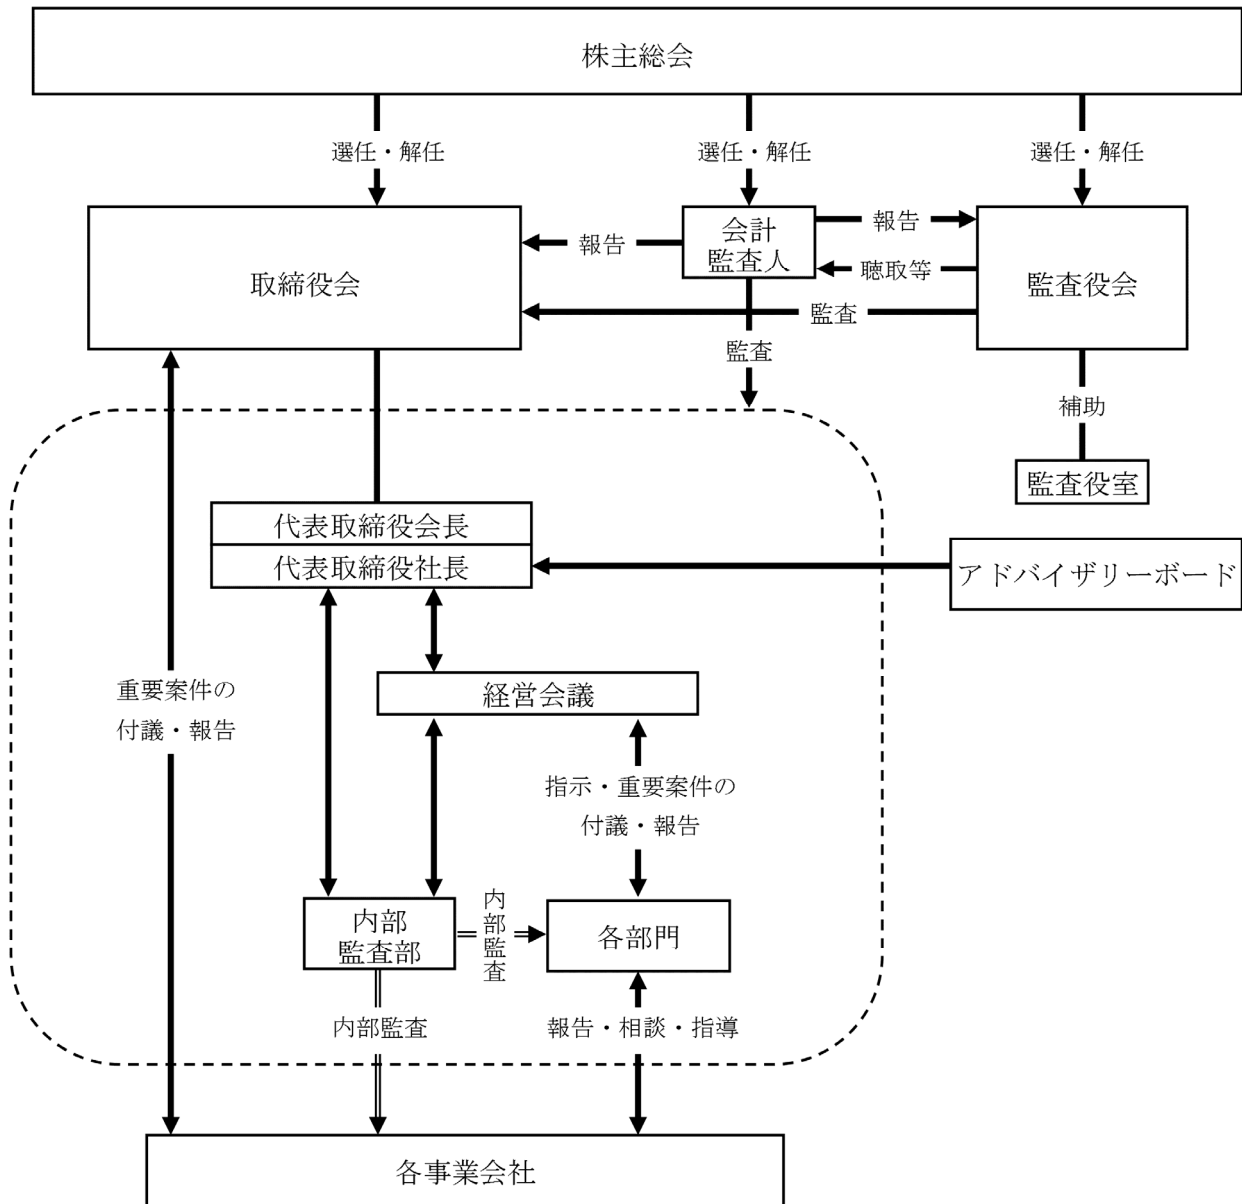 株主総会
選任・解任
選任・解任
選任・解任
取締役会
報告
会計
監査人
報告
聴取等
監査役会
監査
監査
補助
監査役室
代表取締役会長
代表取締役社長
アドバイザリーボード
経営会議
重要案件の
付議・報告
指示・重要案件の
付議・報告
内部
監査部
内部監査
各部門
内部監査
報告・相談・指導
各事業会社